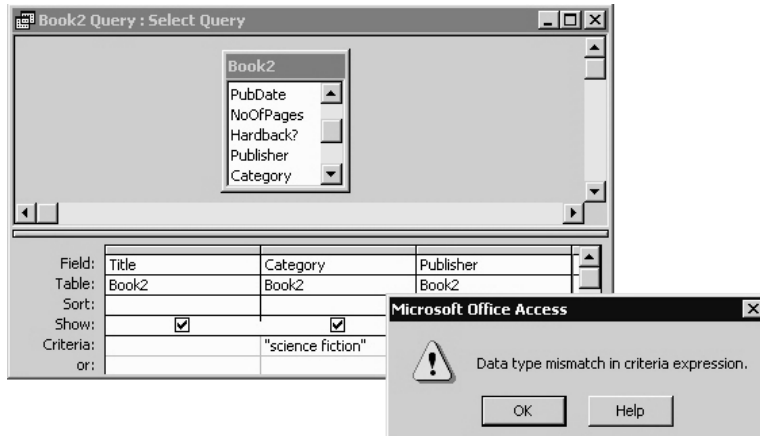 Book2 Query : Select Query
Book2
PubDate
NoOfPages
Hardback?
Publisher
Category
Field: Title Category Publisher
Table: Book2 Book2 Book2
Sort:
Show:
Criteria: "science fiction"
or:
Microsoft Office Access
Data type mismatch in criteria expression.
OK Help